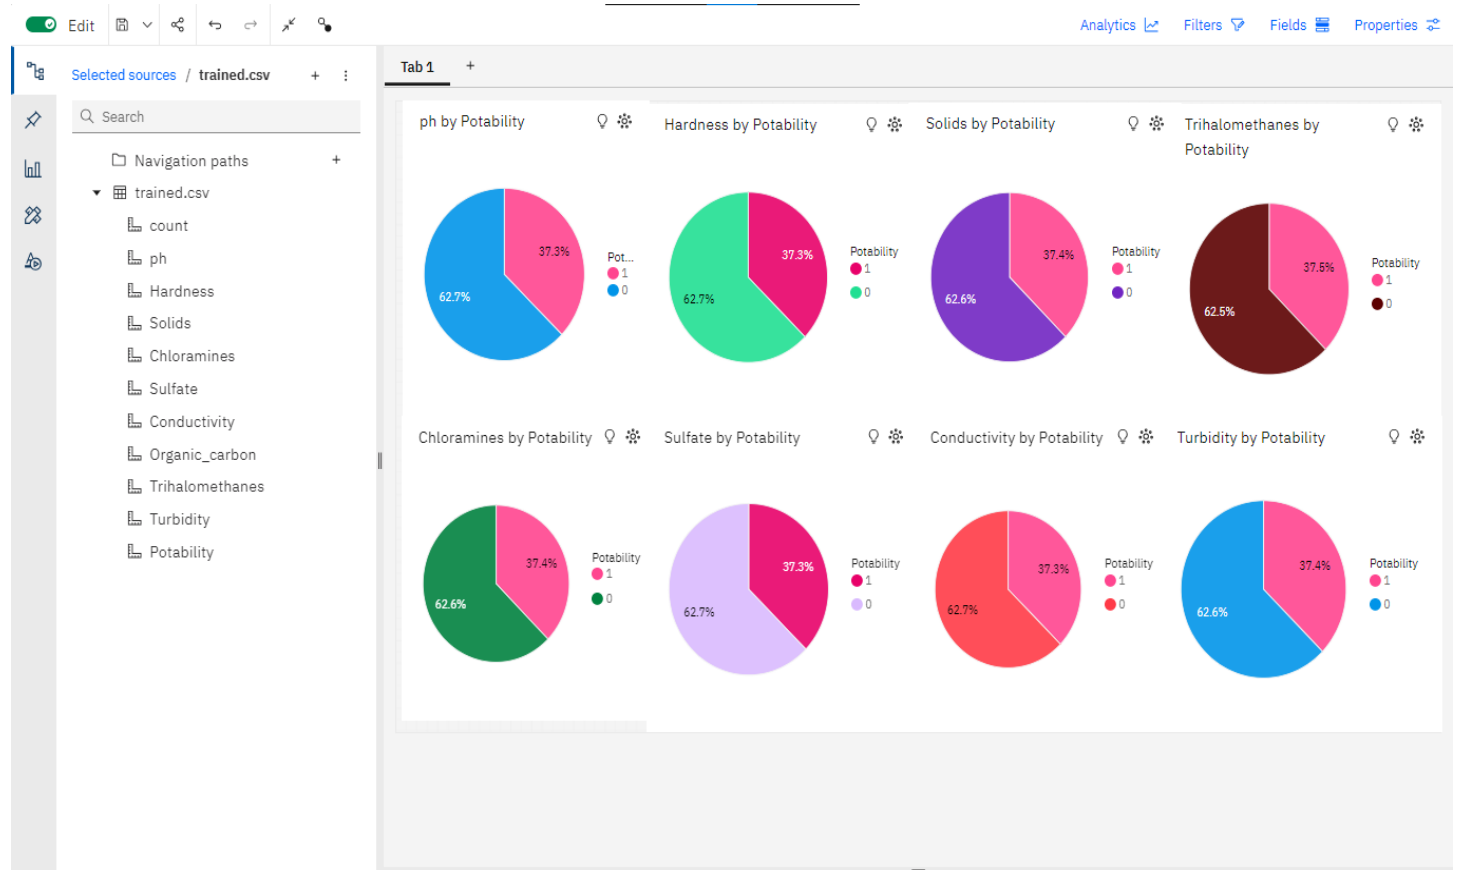 Edit
Analytics Filters Fields Properties
Selected sources / trained.csv
Search
Navigation paths
trained.csv
count
ph
Hardness
Solids
Chloramines
Sulfate
Conductivity
Organic_carbon
Trihalomethanes
Turbidity
Potability
Tab 1
ph by Potability
37.3%
62.7%
Pot...
1
0
Hardness by Potability
37.3%
62.7%
Potability
1
0
Solids by Potability
37.4%
62.6%
Potability
1
0
Trihalomethanes by
Potability
37.5%
62.5%
Potability
1
0
Chloramines by Potability
37.4%
62.6%
Potability
1
0
Sulfate by Potability
37.3%
62.7%
Potability
1
0
Conductivity by Potability
37.3%
62.7%
Potability
1
0
Turbidity by Potability
37.4%
62.6%
Potability
1
0